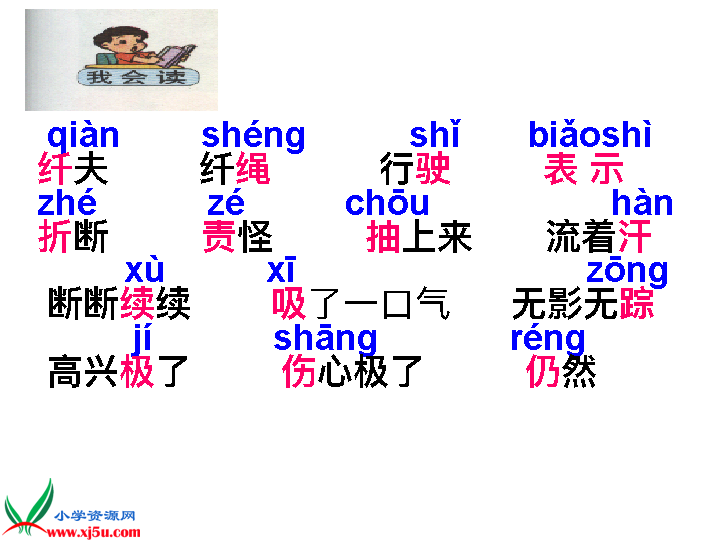 我会读
qiàn shéng shǐ biǎoshì
纤夫 纤绳 行驶 表 示
zhé zé chōu hàn
折断 责怪 抽上来 流着汗
xù xī zōng
断断续续 吸了一口气 无影无踪
jí shāng réng
高兴极了 伤心极了 仍然
小学资源网
www.xj5u.com